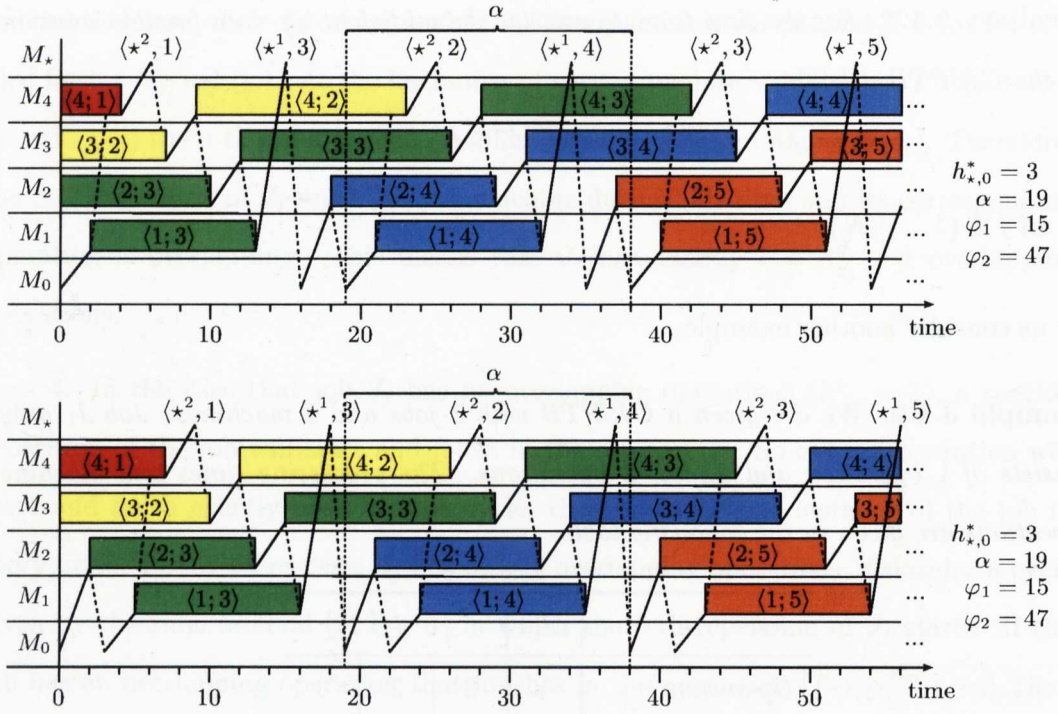 α
M⋆ ⟨⋆², 1⟩ ⟨⋆¹, 3⟩ ⟨⋆², 2⟩ ⟨⋆¹, 4⟩ ⟨⋆², 3⟩ ⟨⋆¹, 5⟩
M₄ ⟨4; 1⟩ ⟨4; 2⟩ ⟨4; 3⟩ ⟨4; 4⟩ ...
M₃ ⟨3; 2⟩ ⟨3; 3⟩ ⟨3; 4⟩ ⟨3; 5⟩ ...
M₂ ⟨2; 3⟩ ⟨2; 4⟩ ⟨2; 5⟩ ...
M₁ ⟨1; 3⟩ ⟨1; 4⟩ ⟨1; 5⟩ ...
M₀ ...
h*⋆,₀ = 3
α = 19
φ₁ = 15
φ₂ = 47
0 10 20 30 40 50 time
α
M⋆ ⟨⋆², 1⟩ ⟨⋆¹, 3⟩ ⟨⋆², 2⟩ ⟨⋆¹, 4⟩ ⟨⋆², 3⟩ ⟨⋆¹, 5⟩
M₄ ⟨4; 1⟩ ⟨4; 2⟩ ⟨4; 3⟩ ⟨4; 4⟩ ...
M₃ ⟨3; 2⟩ ⟨3; 3⟩ ⟨3; 4⟩ ⟨3; 5⟩ ...
M₂ ⟨2; 3⟩ ⟨2; 4⟩ ⟨2; 5⟩ ...
M₁ ⟨1; 3⟩ ⟨1; 4⟩ ⟨1; 5⟩ ...
M₀ ...
h*⋆,₀ = 3
α = 19
φ₁ = 15
φ₂ = 47
0 10 20 30 40 50 time